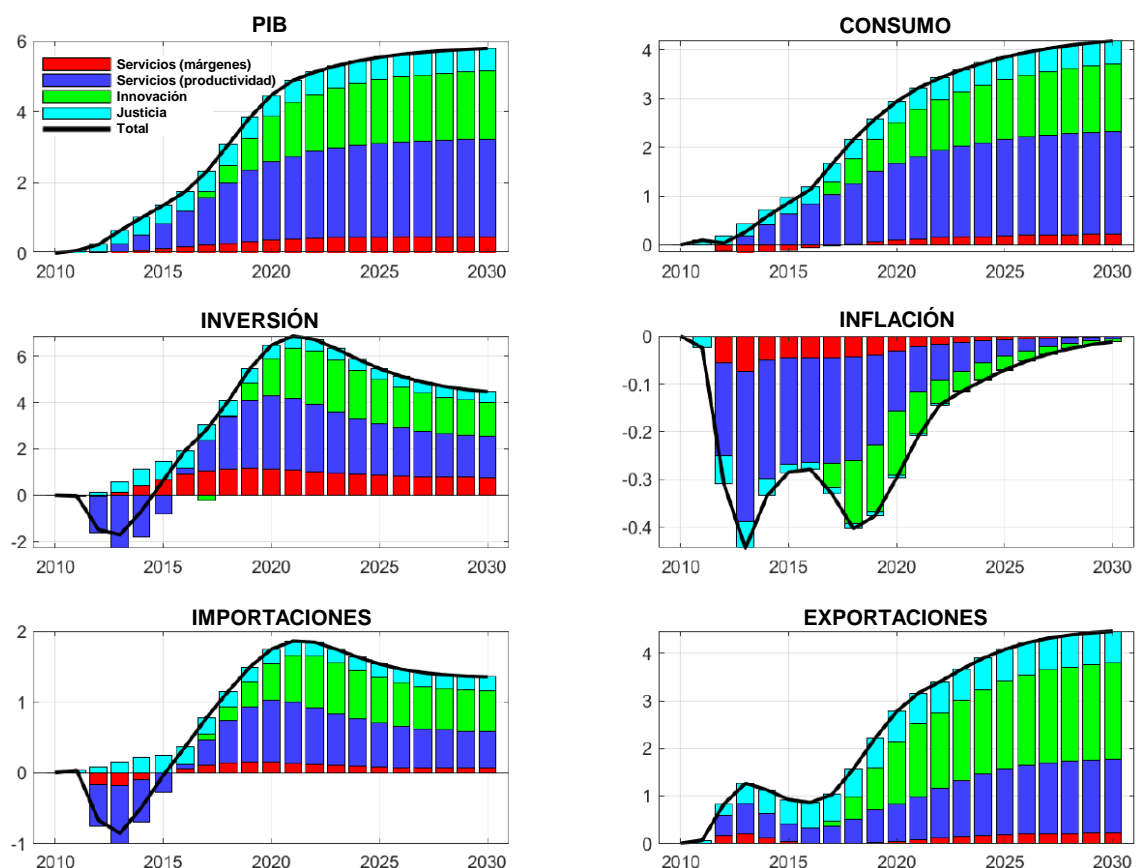 PIB
6
4
2
0
Servicios (márgenes)
Servicios (productividad)
Innovación
Justicia
Total
2010 2015 2020 2025 2030
CONSUMO
4
3
2
1
0
2010 2015 2020 2025 2030
INVERSIÓN
6
4
2
0
-2
2010 2015 2020 2025 2030
INFLACIÓN
0
-0.1
-0.2
-0.3
-0.4
2010 2015 2020 2025 2030
IMPORTACIONES
2
1
0
-1
2010 2015 2020 2025 2030
EXPORTACIONES
4
3
2
1
0
2010 2015 2020 2025 2030